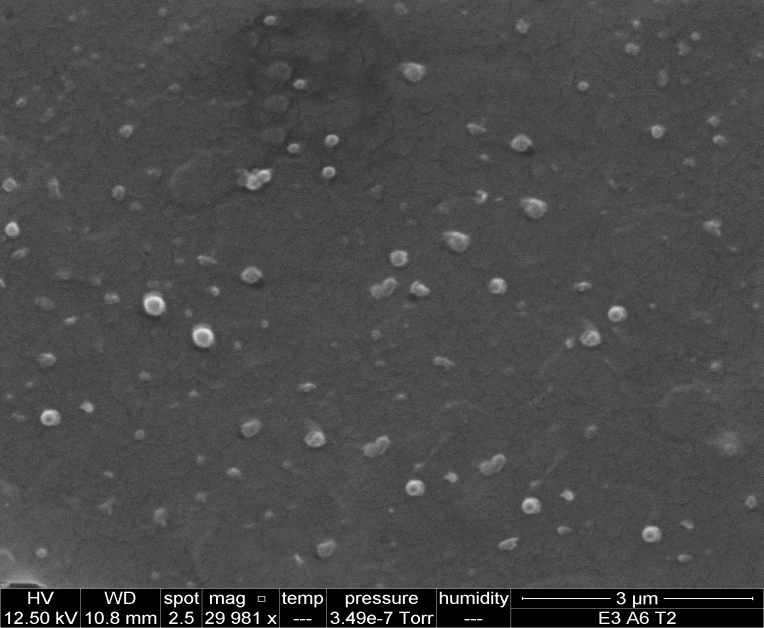 HV WD spot mag □ temp pressure humidity 3 µm
12.50 kV 10.8 mm 2.5 29 981 x --- 3.49e-7 Torr --- E3 A6 T2